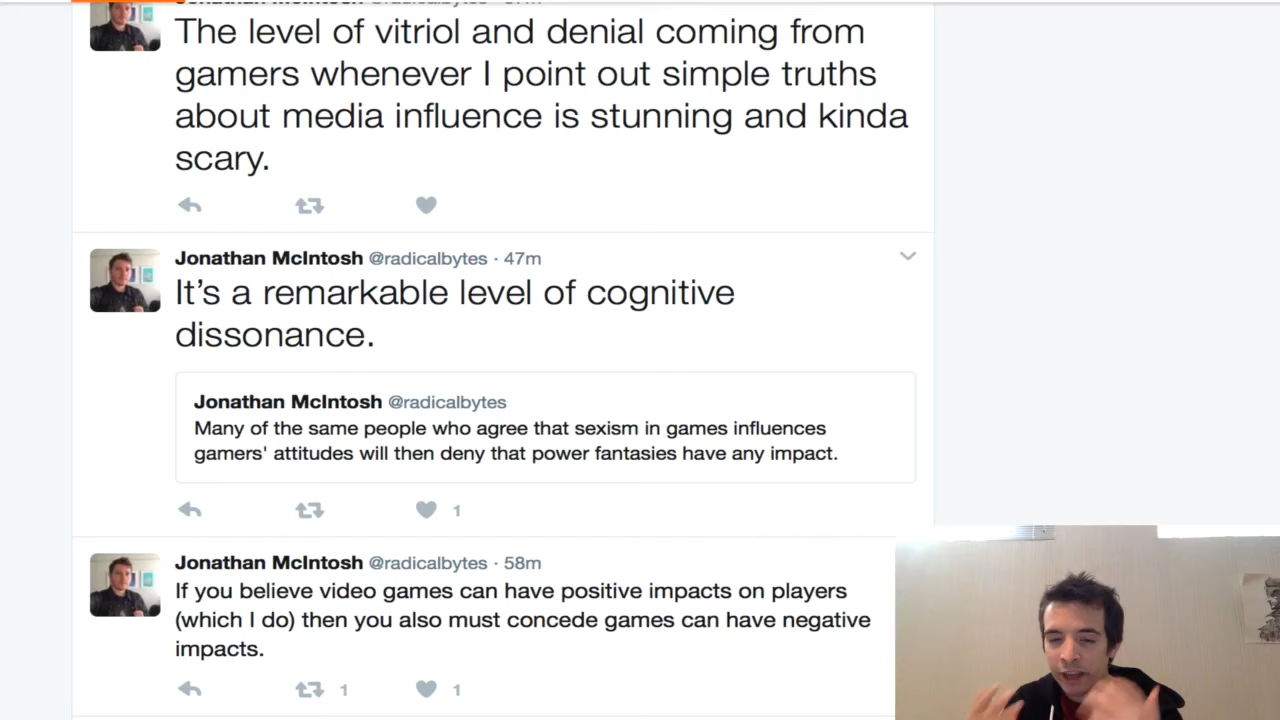 The level of vitriol and denial coming from
gamers whenever I point out simple truths
about media influence is stunning and kinda
scary.
Jonathan McIntosh @radicalbytes · 47m
It's a remarkable level of cognitive
dissonance.
Jonathan McIntosh @radicalbytes
Many of the same people who agree that sexism in games influences
gamers' attitudes will then deny that power fantasies have any impact.
1
Jonathan McIntosh @radicalbytes · 58m
If you believe video games can have positive impacts on players
(which I do) then you also must concede games can have negative
impacts.
1 1